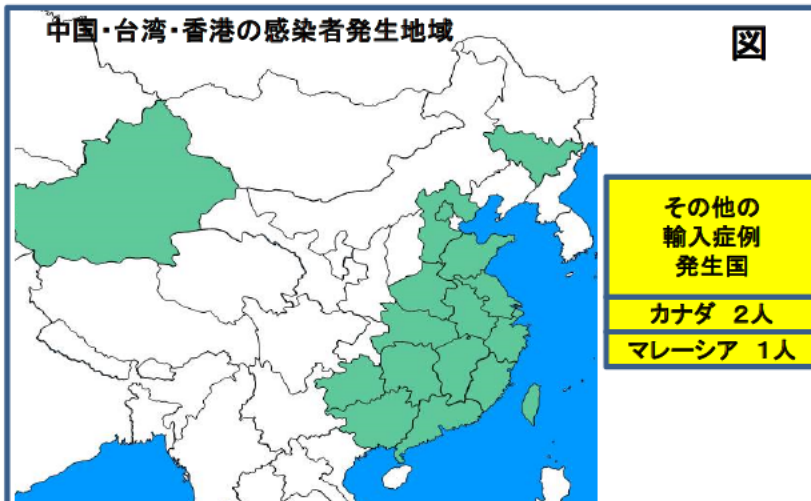 中国・台湾・香港の感染者発生地域
図
その他の
輸入症例
発生国
カナダ 2人
マレーシア 1人